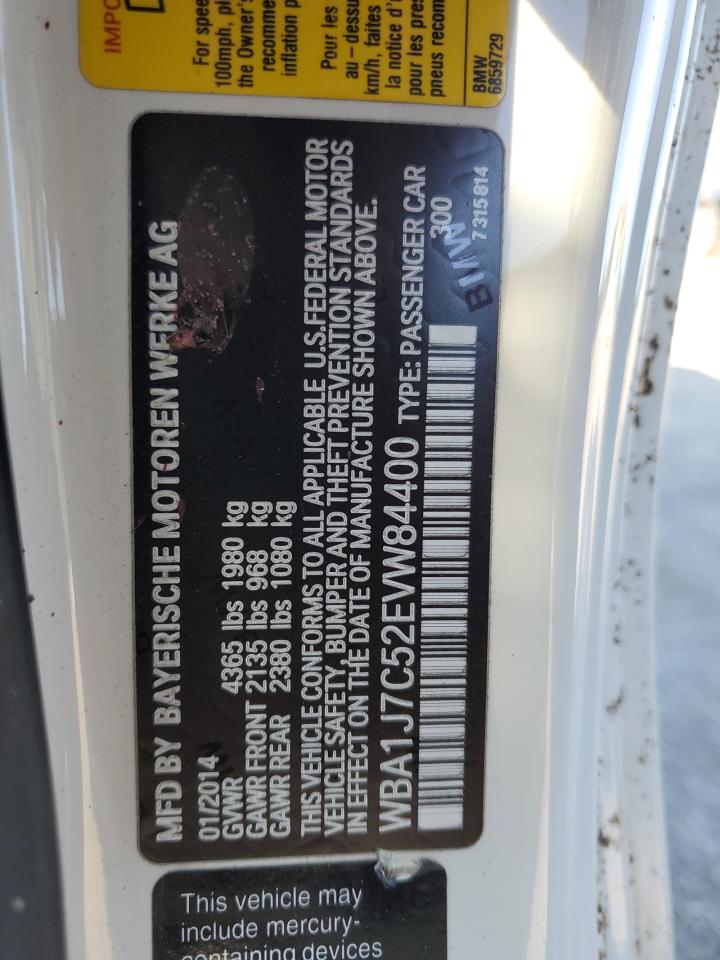 IMPO
For spee
100mph, pl
the Owner's
recomme
inflation p
Pour les
au-dessu
km/h, faites
la notice d'u
pour les pres
pneus recom
BMW
6859729
MFD BY BAYERISCHE MOTOREN WERKE AG
01/2014
GVWR 4365 lbs 1980 kg
GAWR FRONT 2135 lbs 968 kg
GAWR REAR 2380 lbs 1080 kg
THIS VEHICLE CONFORMS TO ALL APPLICABLE U.S.FEDERAL MOTOR
VEHICLE SAFETY, BUMPER AND THEFT PREVENTION STANDARDS
IN EFFECT ON THE DATE OF MANUFACTURE SHOWN ABOVE.
WBA1J7C52EVW84400 TYPE: PASSENGER CAR
300
BMW
7315814
This vehicle may
include mercury-
containing devices